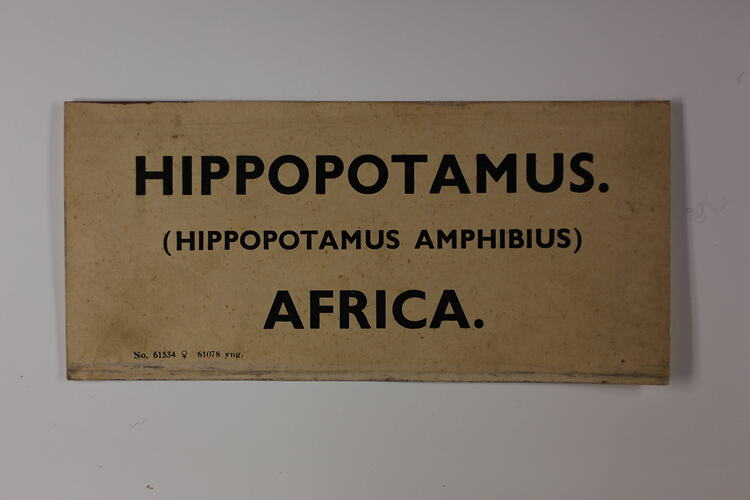 HIPPOPOTAMUS.
(HIPPOPOTAMUS AMPHIBIUS)
AFRICA.
No. 61534 ♀ 61078 yng.